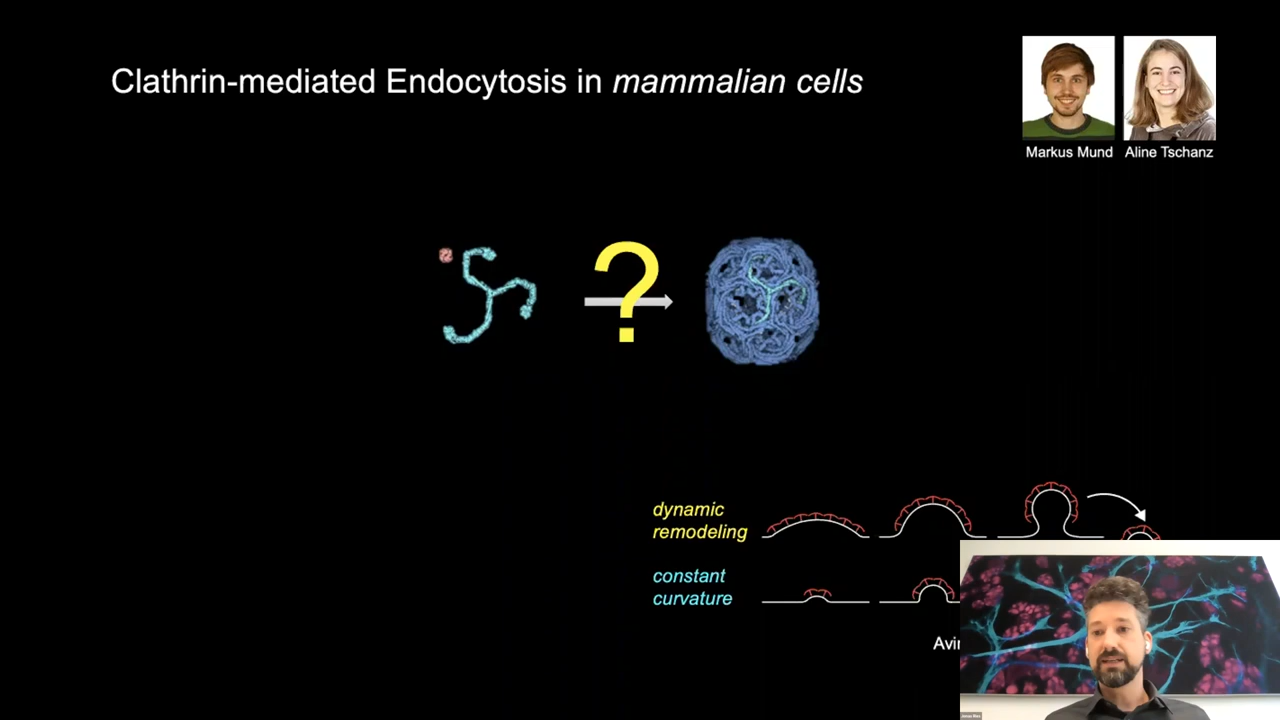 Clathrin-mediated Endocytosis in mammalian cells
Markus Mund
Aline Tschanz
?
dynamic
remodeling
constant
curvature